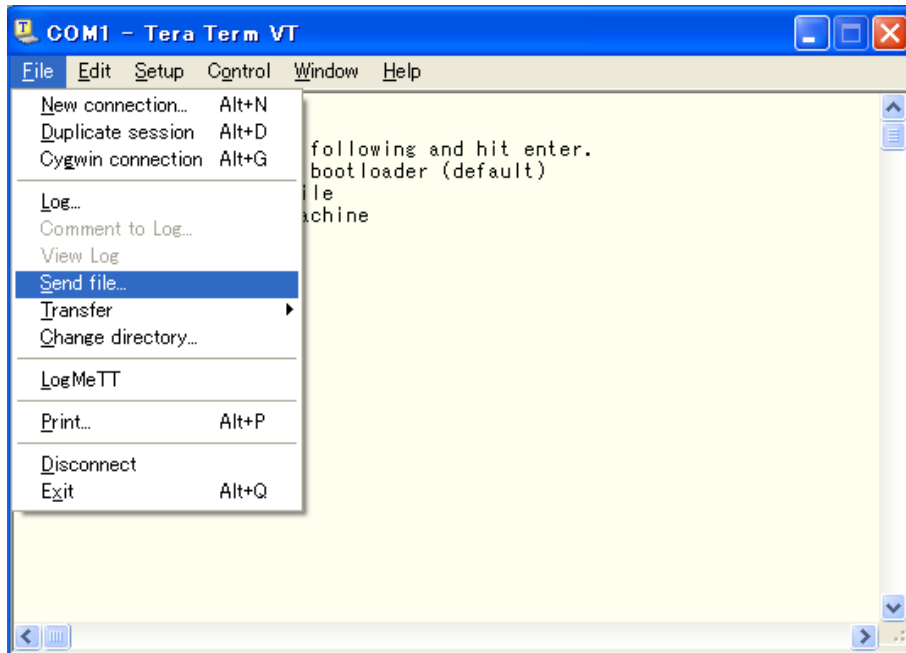 COM1 - Tera Term VT
File Edit Setup Control Window Help
New connection... Alt+N
Duplicate session Alt+D
Cygwin connection Alt+G
Log...
Comment to Log...
View Log
Send file...
Transfer
Change directory...
LogMeTT
Print... Alt+P
Disconnect
Exit Alt+Q
following and hit enter.
bootloader (default)
ile
achine